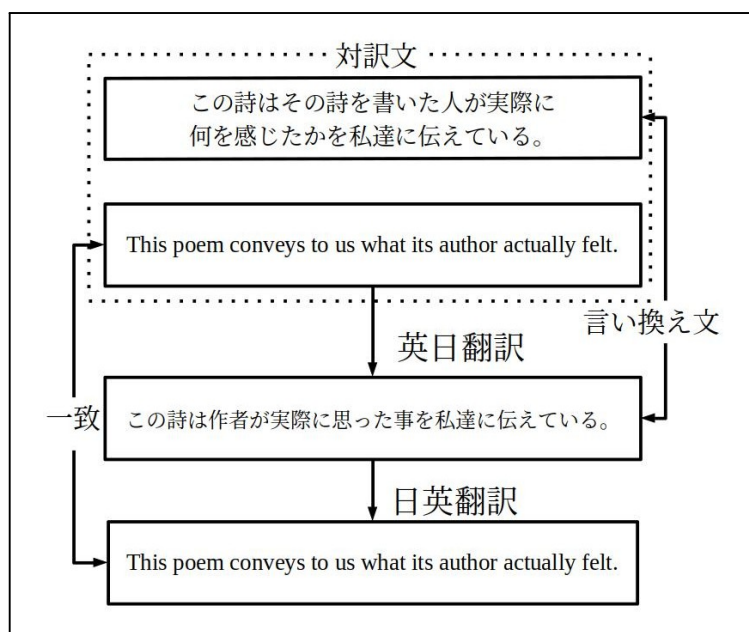 対訳文
この詩はその詩を書いた人が実際に
何を感じたかを私達に伝えている。
This poem conveys to us what its author actually felt.
言い換え文
英日翻訳
一致
この詩は作者が実際に思った事を私達に伝えている。
日英翻訳
This poem conveys to us what its author actually felt.